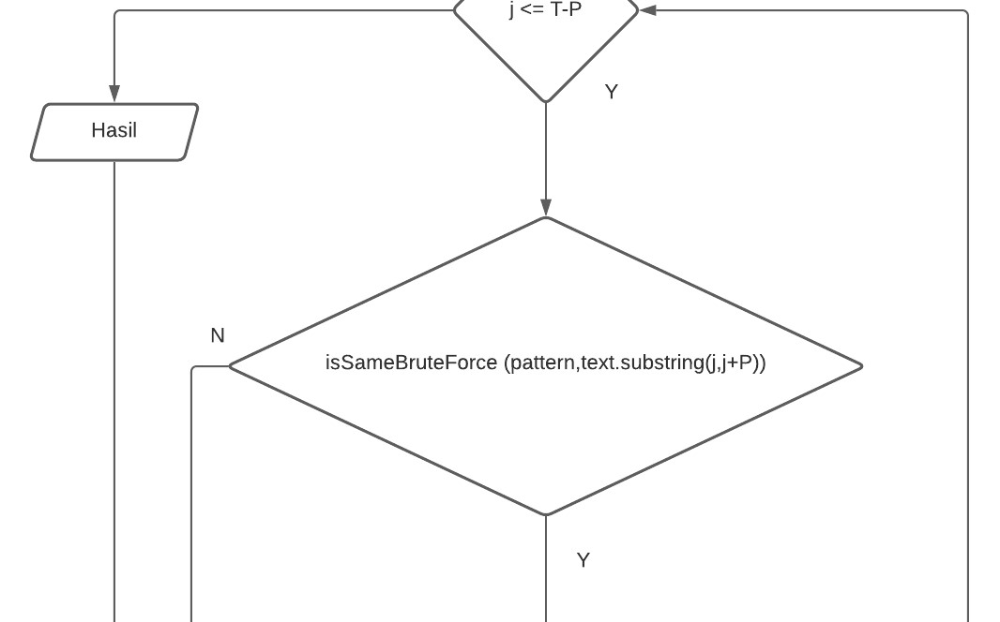 j <= T-P
Y
Hasil
N
isSameBruteForce (pattern,text.substring(j,j+P))
Y